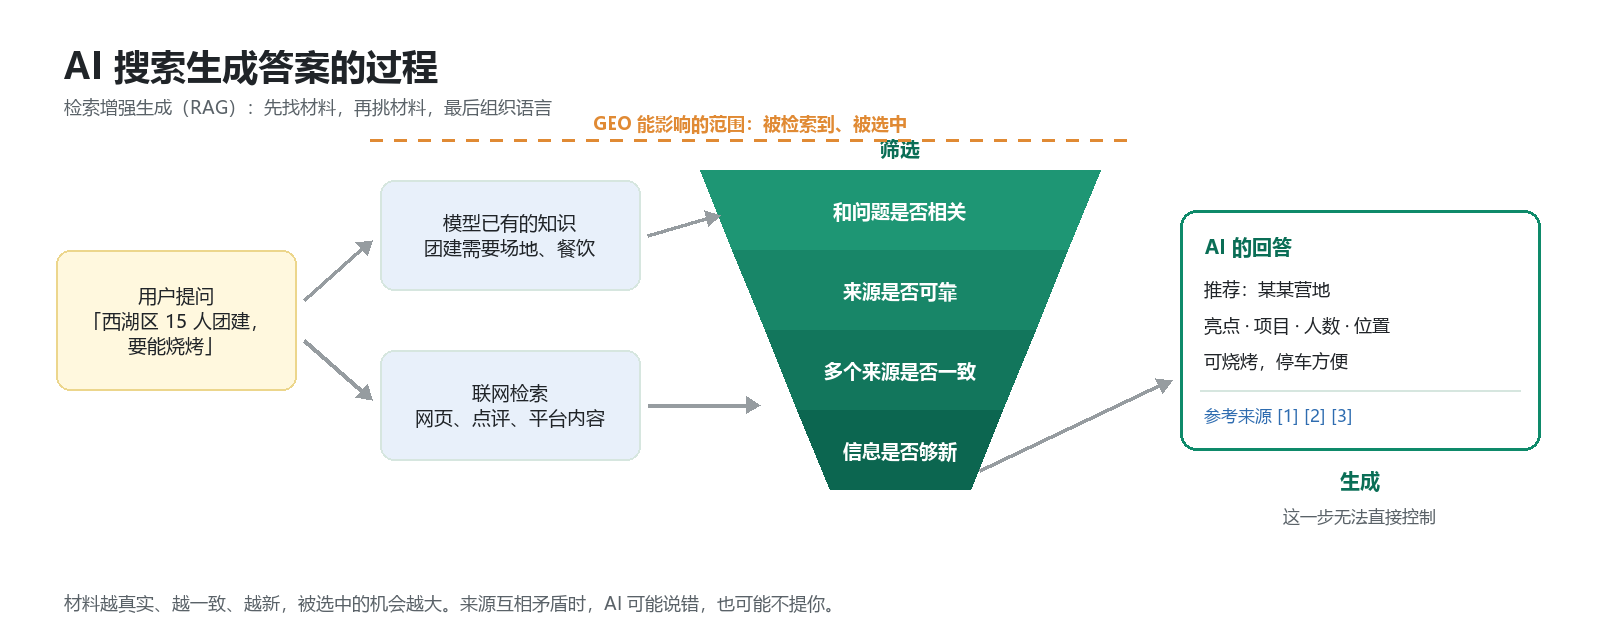 AI 搜索生成答案的过程
检索增强生成（RAG）：先找材料，再挑材料，最后组织语言
GEO 能影响的范围：被检索到、被选中
筛选
用户提问
「西湖区 15 人团建，
要能烧烤」
模型已有的知识
团建需要场地、餐饮
联网检索
网页、点评、平台内容
和问题是否相关
来源是否可靠
多个来源是否一致
信息是否够新
AI 的回答
推荐：某某营地
亮点 · 项目 · 人数 · 位置
可烧烤，停车方便
参考来源 [1] [2] [3]
生成
这一步无法直接控制
材料越真实、越一致、越新，被选中的机会越大。来源互相矛盾时，AI 可能说错，也可能不提你。